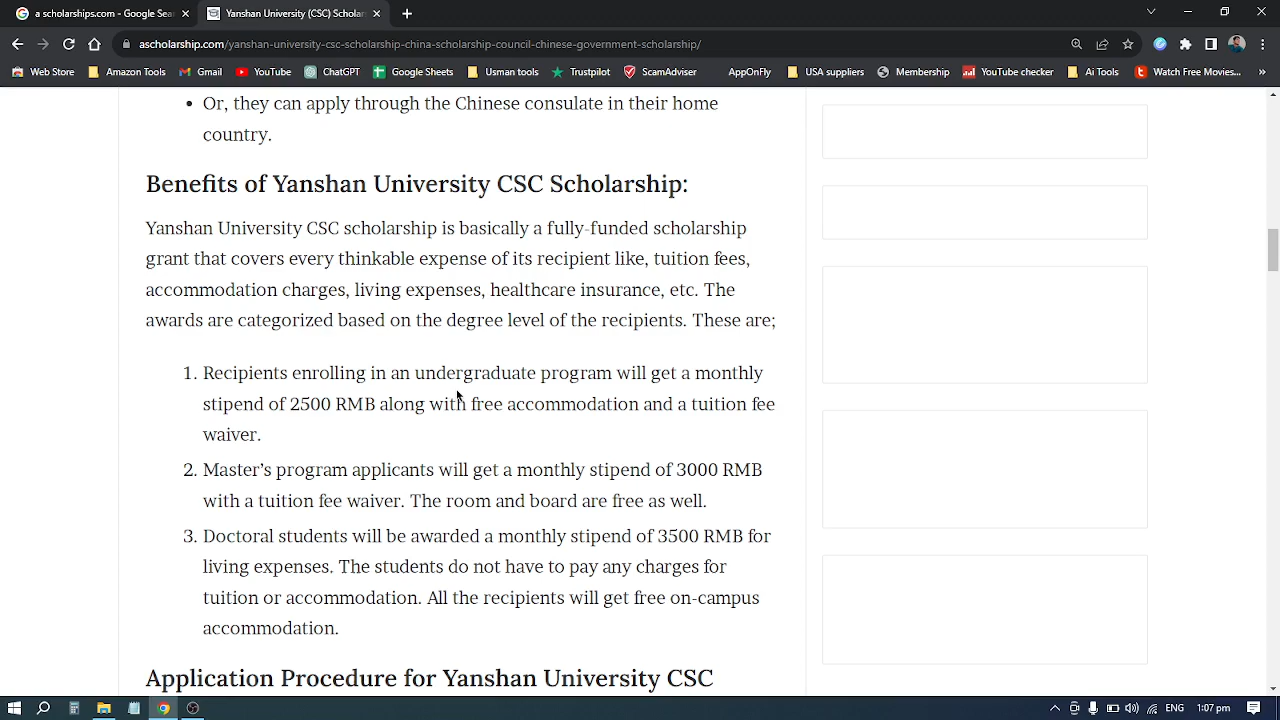 a scholarships.com - Google Sea
Yanshan University (CSC) Scholar
ascholarship.com/yanshan-university-csc-scholarship-china-scholarship-council-chinese-government-scholarship/
Web Store Amazon Tools Gmail YouTube ChatGPT Google Sheets Usman tools Trustpilot ScamAdviser AppOnFly USA suppliers Membership YouTube checker Ai Tools Watch Free Movies...
Or, they can apply through the Chinese consulate in their home
country.
Benefits of Yanshan University CSC Scholarship:
Yanshan University CSC scholarship is basically a fully-funded scholarship
grant that covers every thinkable expense of its recipient like, tuition fees,
accommodation charges, living expenses, healthcare insurance, etc. The
awards are categorized based on the degree level of the recipients. These are;
1. Recipients enrolling in an undergraduate program will get a monthly
stipend of 2500 RMB along with free accommodation and a tuition fee
waiver.
2. Master’s program applicants will get a monthly stipend of 3000 RMB
with a tuition fee waiver. The room and board are free as well.
3. Doctoral students will be awarded a monthly stipend of 3500 RMB for
living expenses. The students do not have to pay any charges for
tuition or accommodation. All the recipients will get free on-campus
accommodation.
Application Procedure for Yanshan University CSC
ENG 1:07 pm